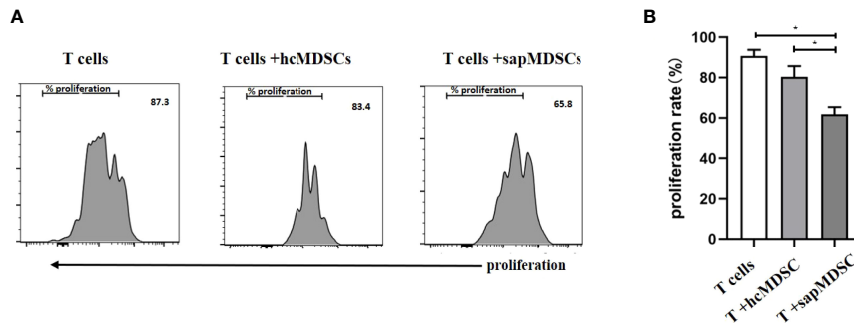 A
B
T cells
T cells +hcMDSCs
T cells +sapMDSCs
% proliferation
87.3
% proliferation
83.4
% proliferation
65.8
proliferation
proliferation rate(%)
100
80
60
40
20
0
*
*
T cells
T +hcMDSC
T +sapMDSC